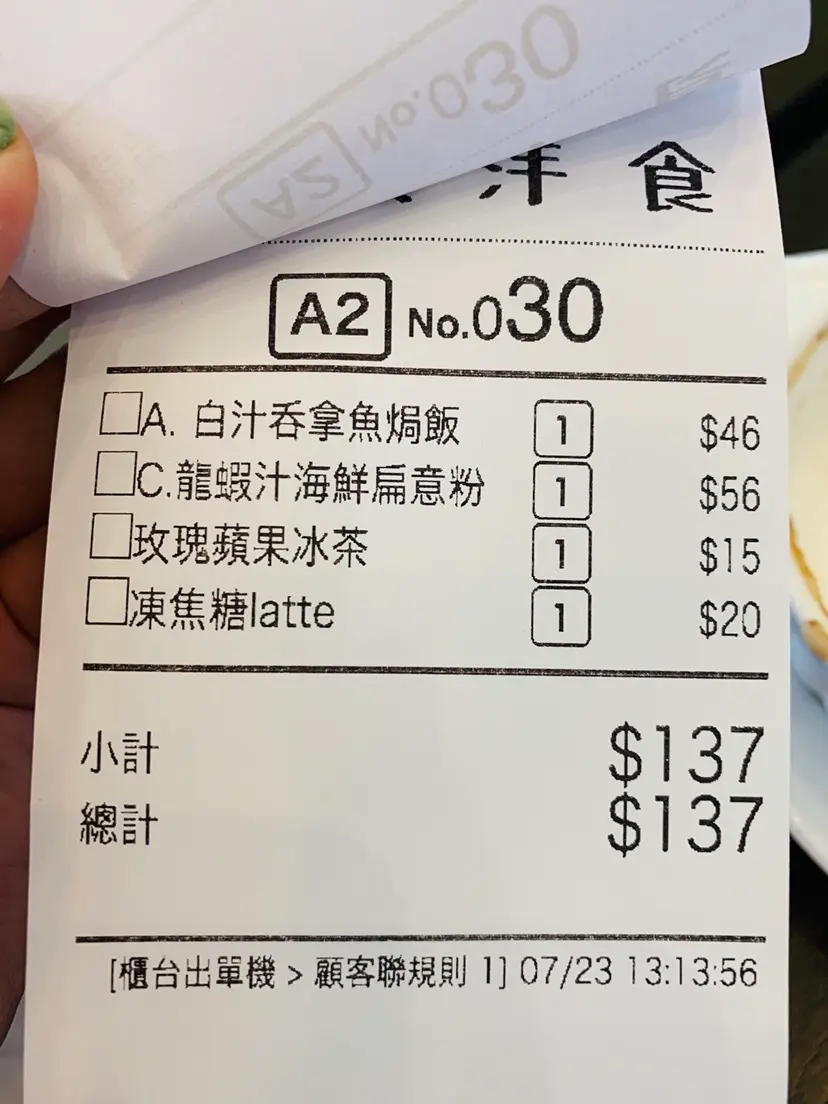 洋食
A2 No.030
A. 白汁吞拿魚焗飯 1 $46
C.龍蝦汁海鮮扁意粉 1 $56
玫瑰蘋果冰茶 1 $15
凍焦糖latte 1 $20
小計 $137
總計 $137
[櫃台出單機 > 顧客聯規則 1] 07/23 13:13:56